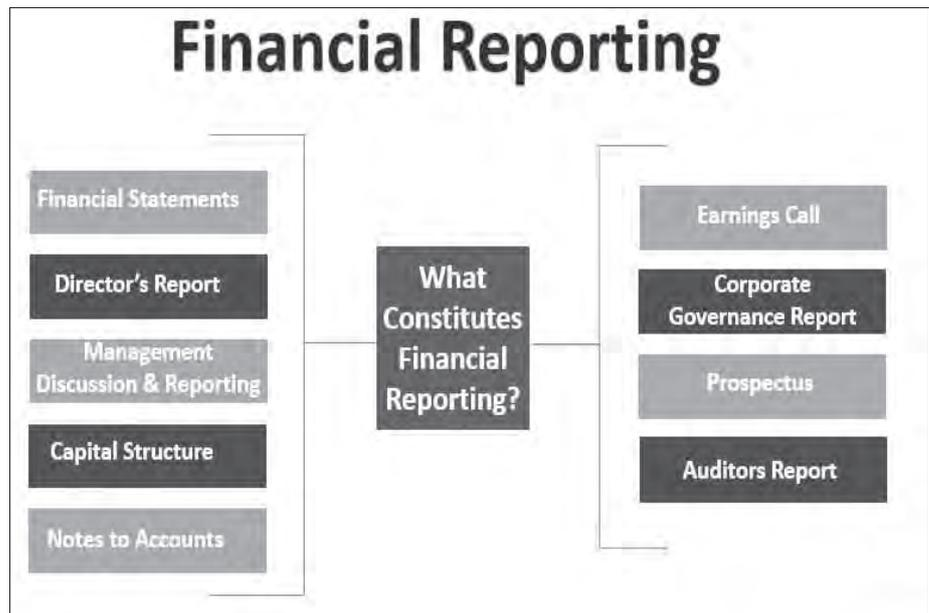 Financial Reporting
Financial Statements
Director's Report
Management
Discussion & Reporting
Capital Structure
Notes to Accounts
What
Constitutes
Financial
Reporting?
Earnings Call
Corporate
Governance Report
Prospectus
Auditors Report